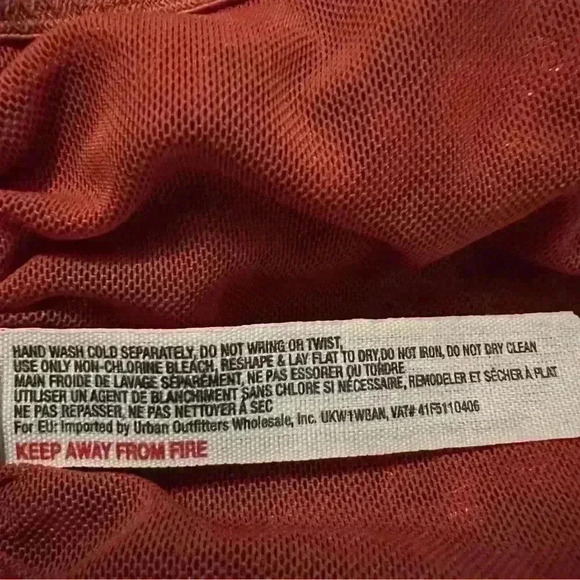 HAND WASH COLD SEPARATELY, DO NOT WRING OR TWIST,
USE ONLY NON-CHLORINE BLEACH, RESHAPE & LAY FLAT TO DRY,DO NOT IRON, DO NOT DRY CLEAN
MAIN FROIDE DE LAVAGE SÉPARÉMENT, NE PAS ESSORER OU TORDRE
UTILISER UN AGENT DE BLANCHIMENT SANS CHLORE SI NÉCESSAIRE, REMODELER ET SÉCHER À PLAT
NE PAS REPASSER, NE PAS NETTOYER À SEC
For EU: Imported by Urban Outfitters Wholesale, Inc. UKW1WBAN, VAT# 41F5110406
KEEP AWAY FROM FIRE